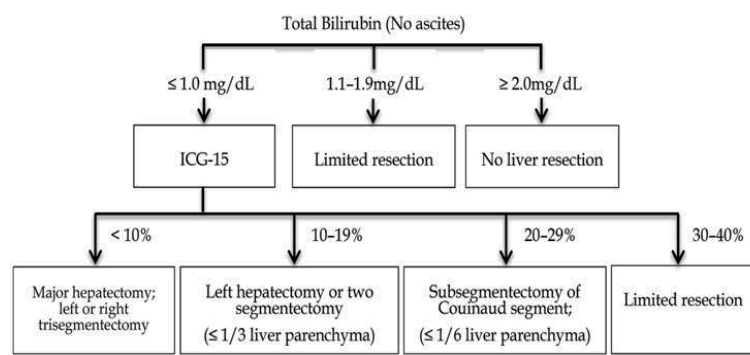 Total Bilirubin (No ascites)
≤ 1.0 mg/dL
1.1–1.9mg/dL
≥ 2.0mg/dL
ICG-15
Limited resection
No liver resection
< 10%
10–19%
20–29%
30–40%
Major hepatectomy;
left or right
trisegmentectomy
Left hepatectomy or two
segmentectomy
(≤ 1/3 liver parenchyma)
Subsegmentectomy of
Couinaud segment;
(≤ 1/6 liver parenchyma)
Limited resection